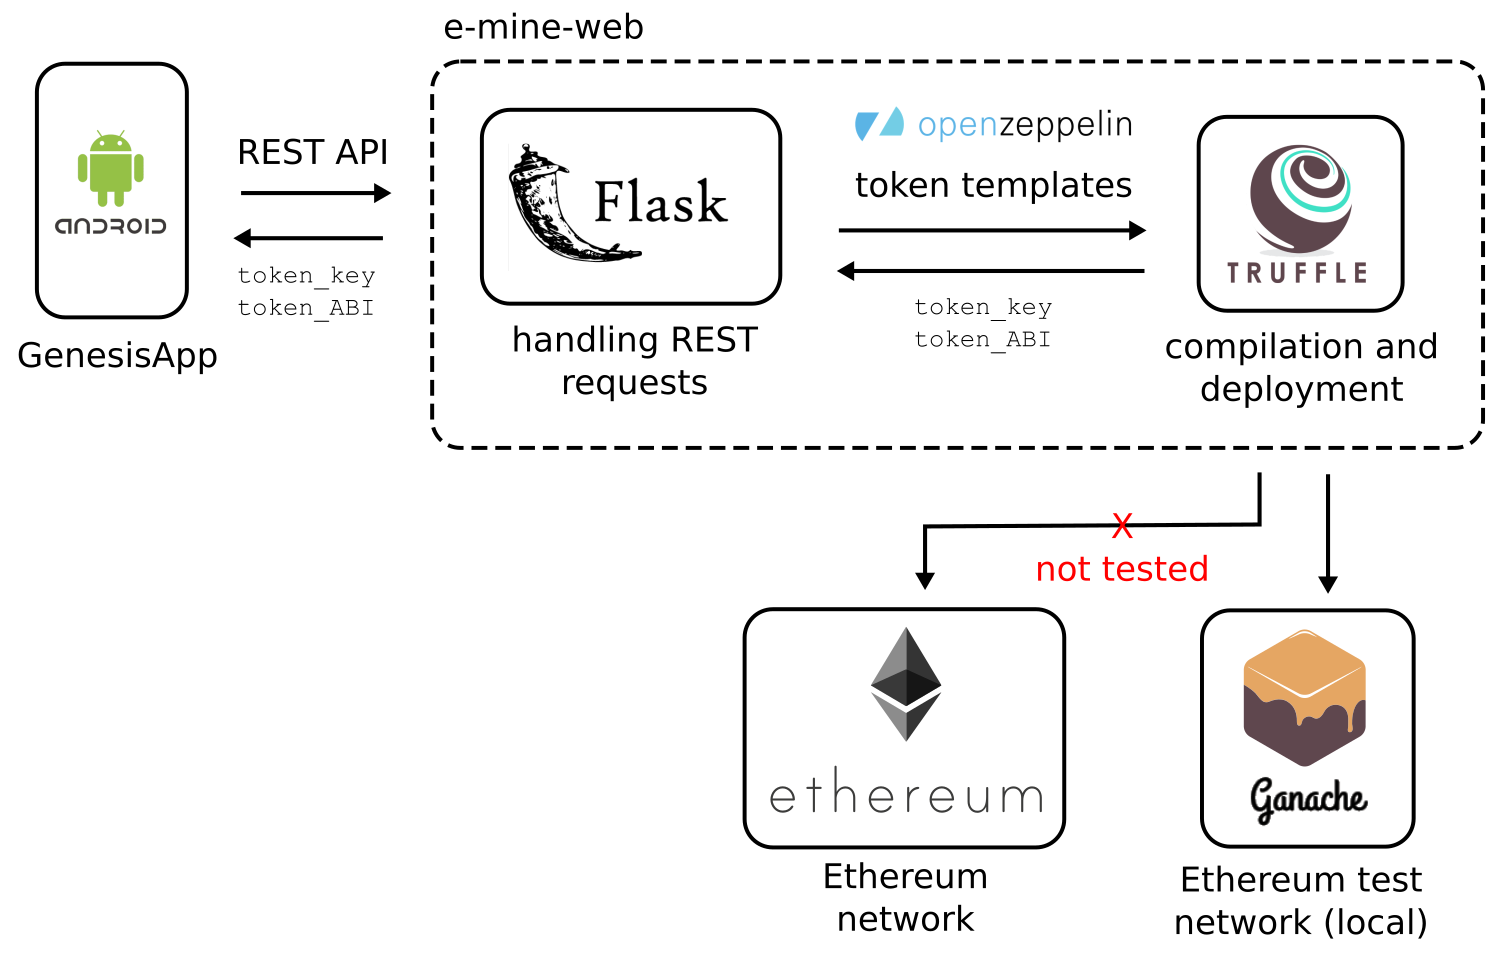 e-mine-web
ANDROID
GenesisApp
REST API
token_key
token_ABI
Flask
handling REST
requests
openzeppelin
token templates
token_key
token_ABI
TRUFFLE
compilation and
deployment
X
not tested
ethereum
Ethereum
network
Ganache
Ethereum test
network (local)